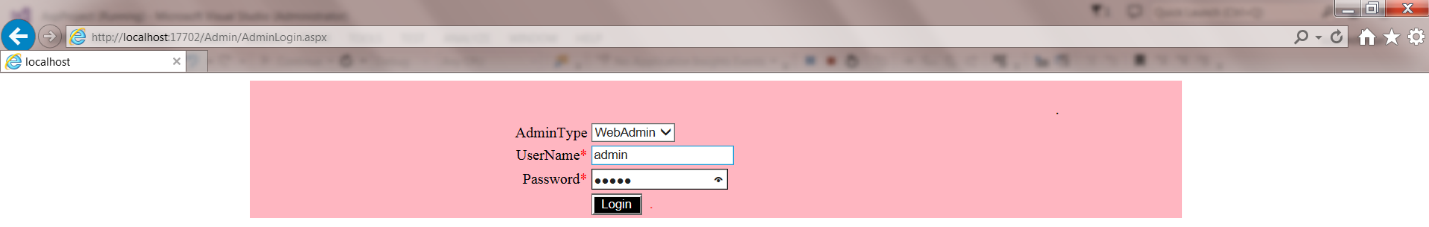 http://localhost:17702/Admin/AdminLogin.aspx
localhost
AdminType WebAdmin
UserName* admin
Password* •••••
Login